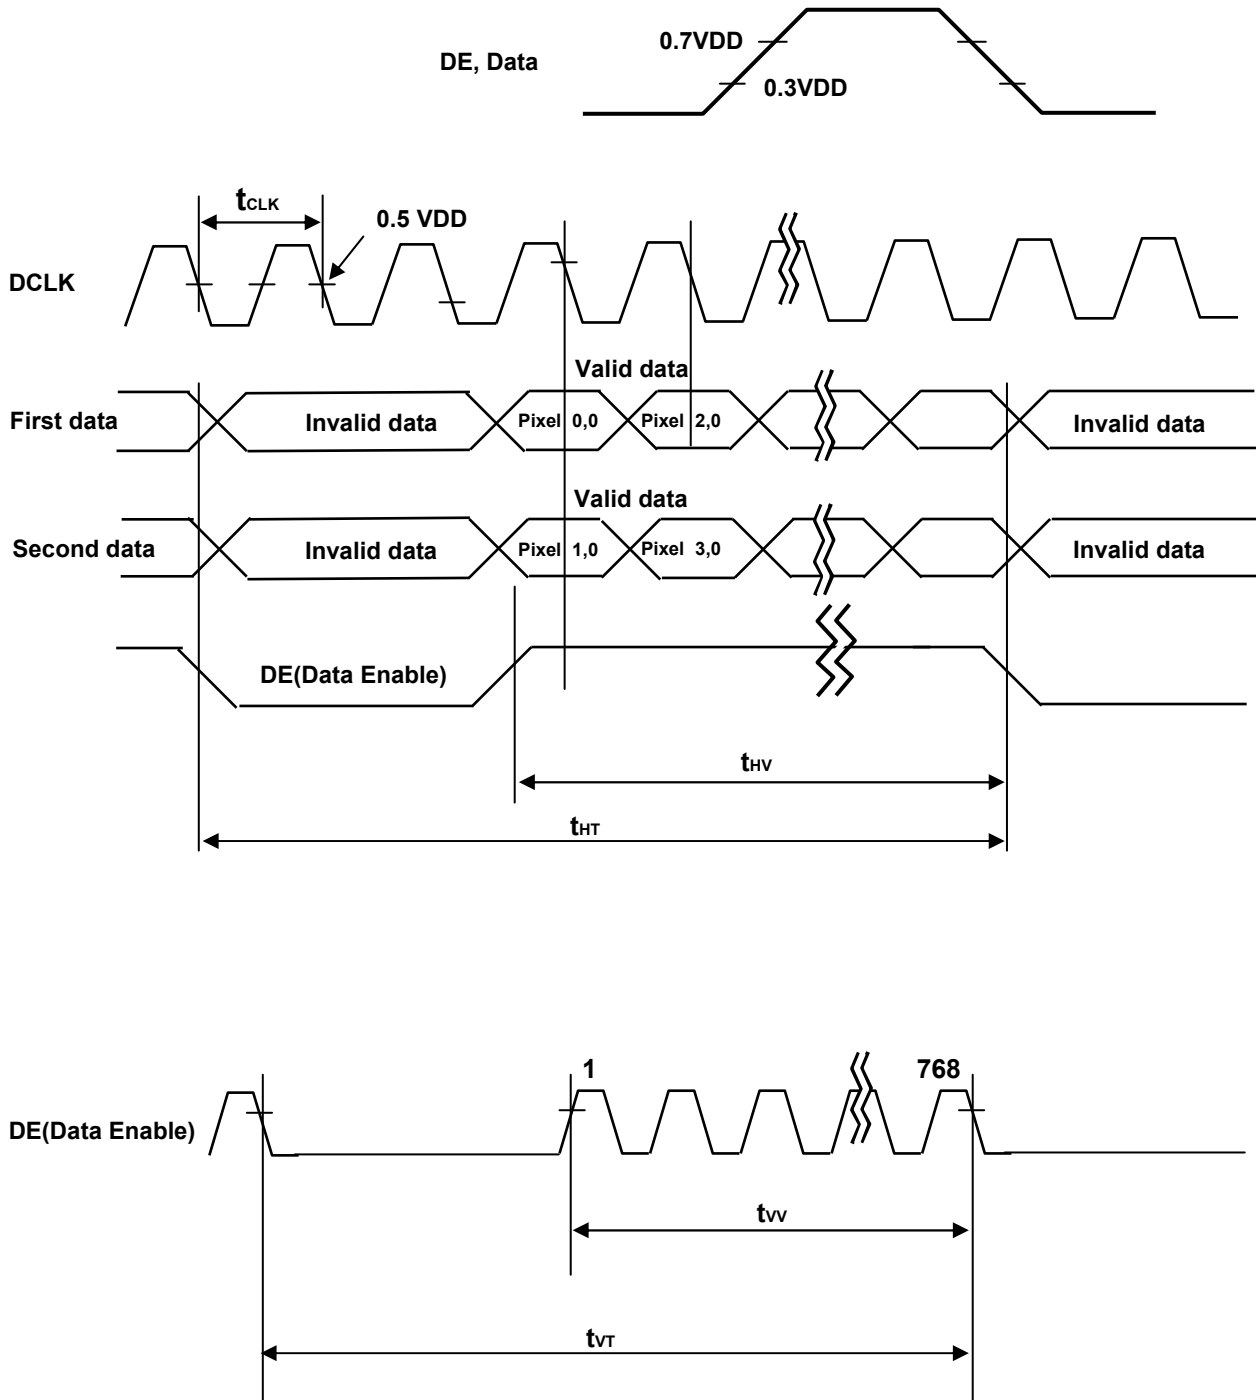 0.7VDD
DE, Data
0.3VDD
tCLK
0.5 VDD
DCLK
Valid data
First data
Invalid data
Pixel 0,0
Pixel 2,0
Invalid data
Valid data
Second data
Invalid data
Pixel 1,0
Pixel 3,0
Invalid data
DE(Data Enable)
tHV
tHT
1
768
DE(Data Enable)
tVV
tVT